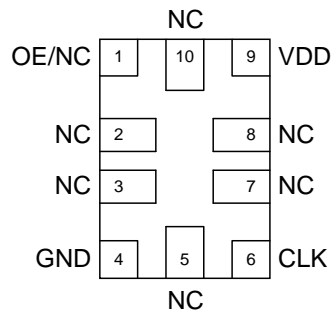 NC
OE/NC 1 10 9 VDD
NC 2 8 NC
NC 3 7 NC
GND 4 5 6 CLK
NC